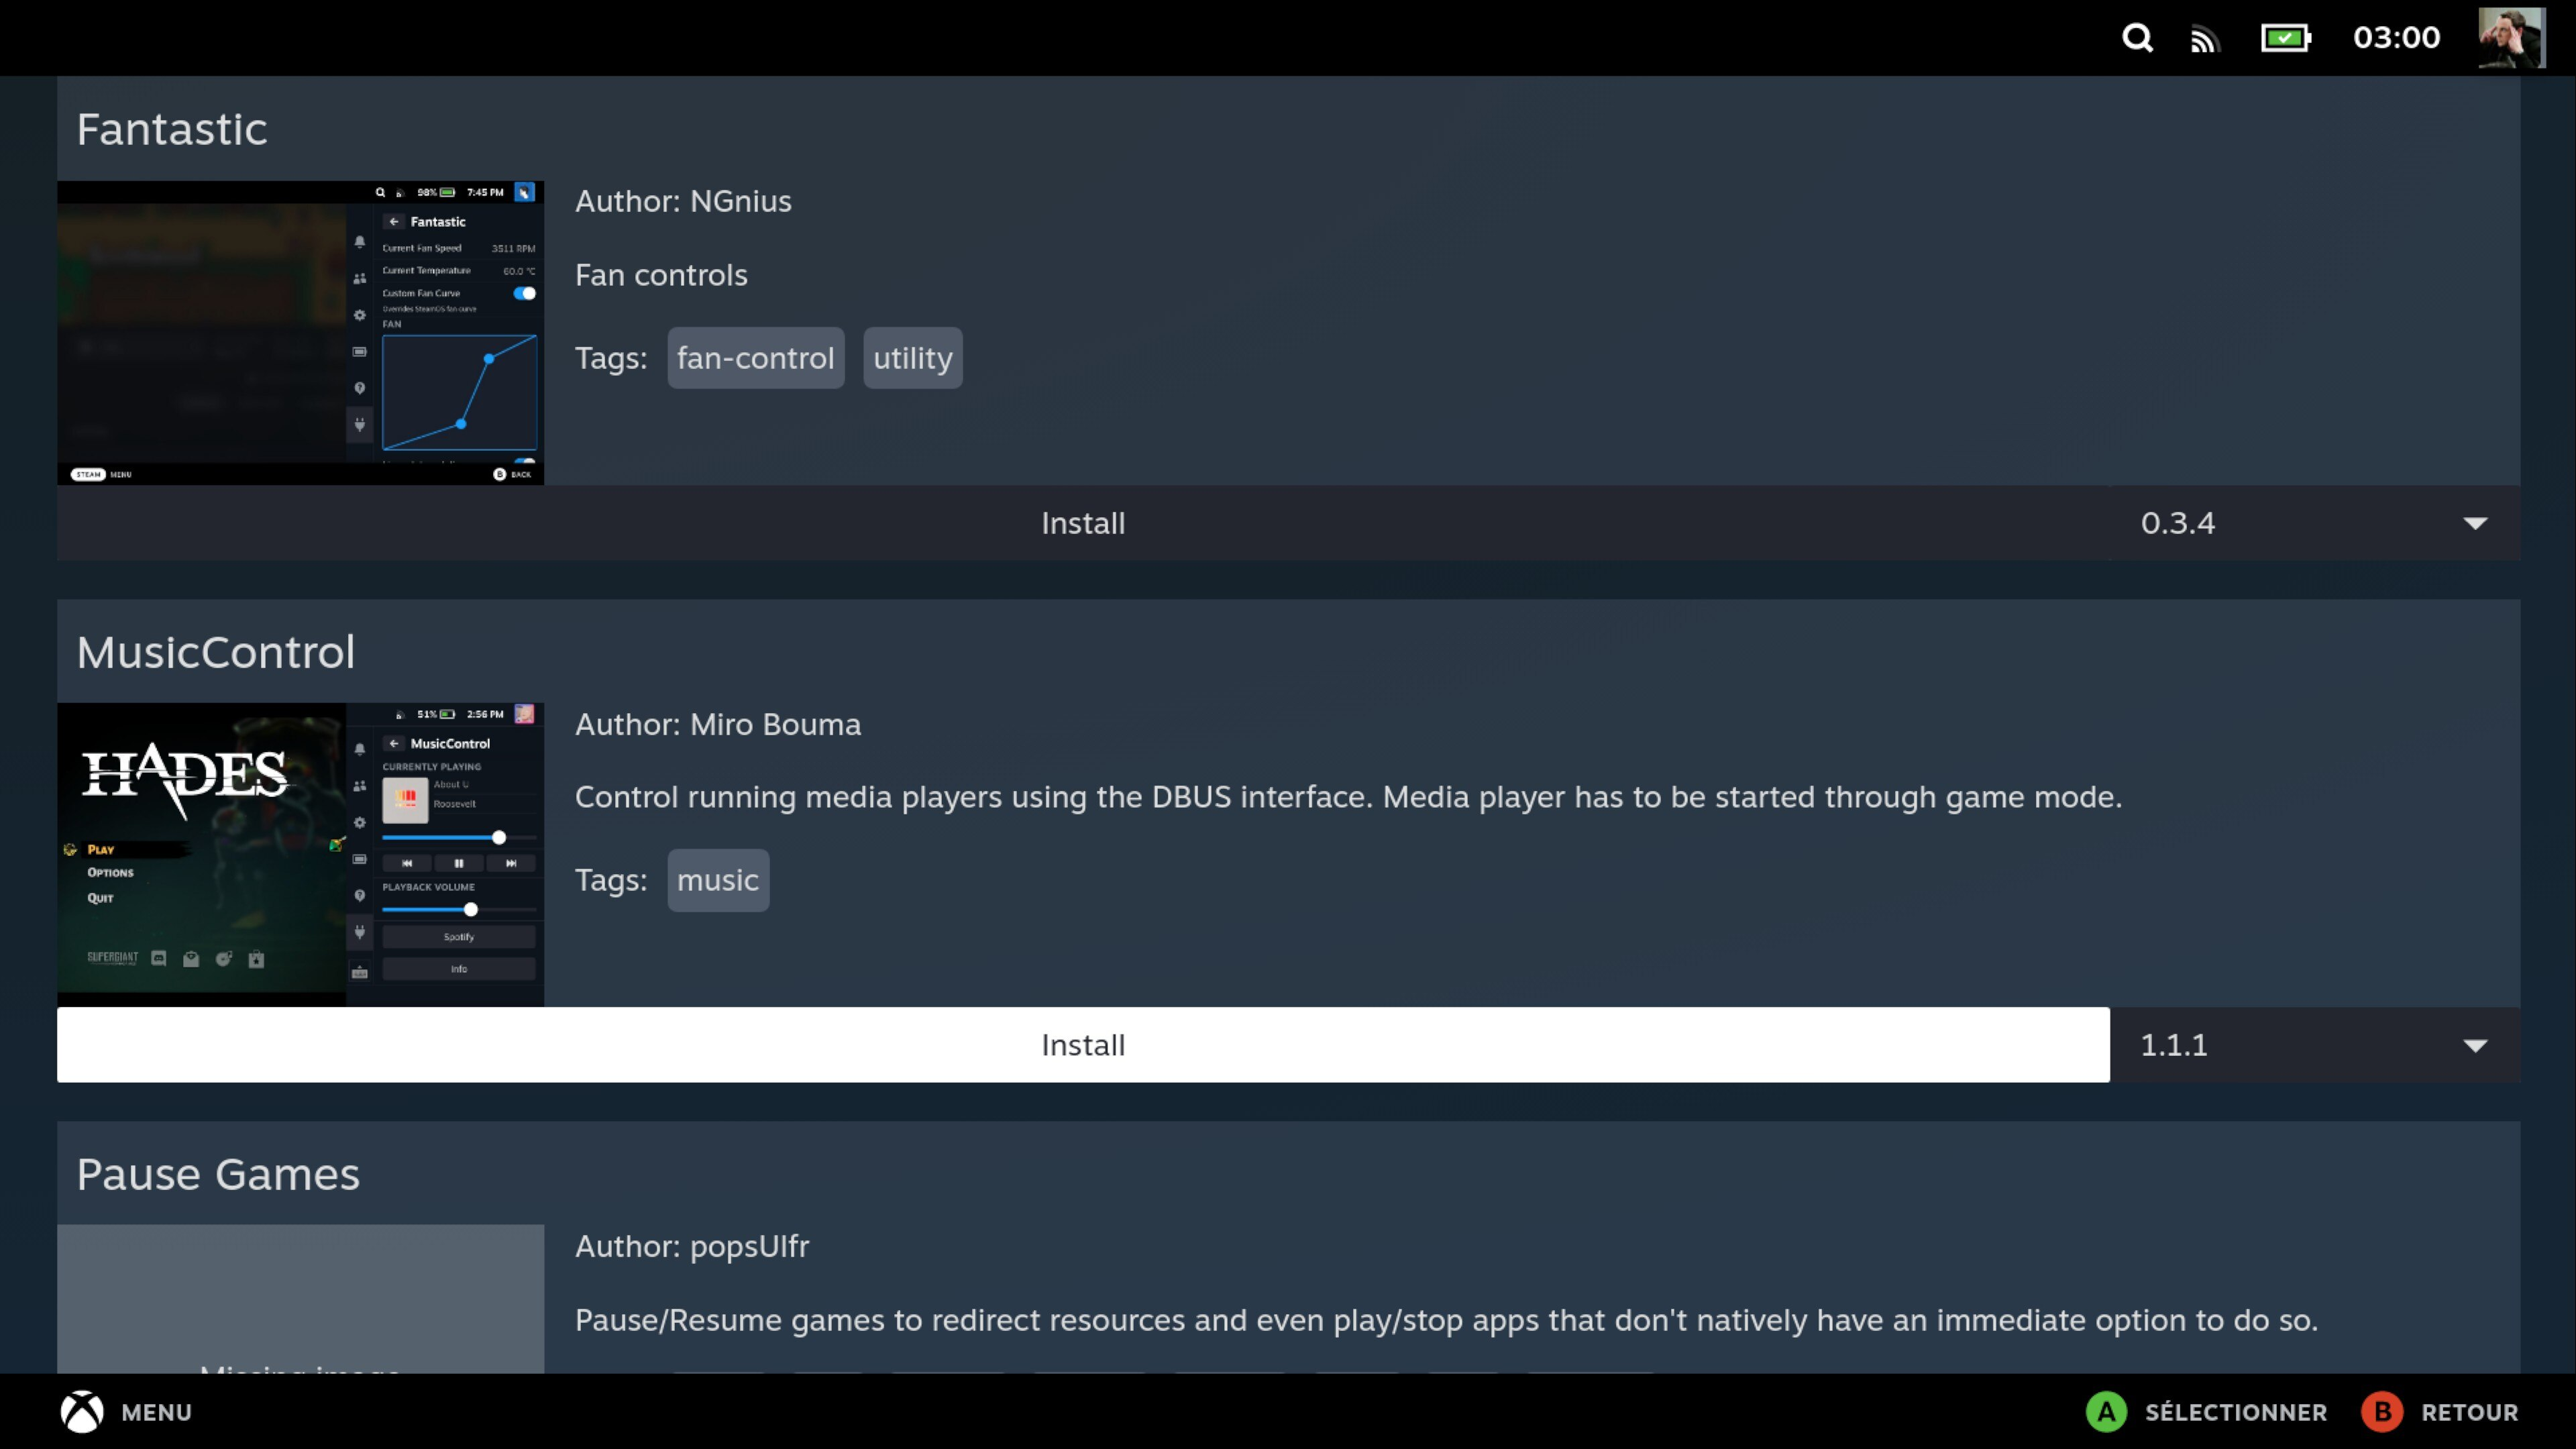 03:00
Fantastic
98% 7:45 PM
Fantastic
Current Fan Speed 3511 RPM
Current Temperature 60.0 °C
Custom Fan Curve
Overrides SteamOS fan curve
FAN
STEAM MENU
B BACK
Author: NGnius
Fan controls
Tags: fan-control utility
Install 0.3.4
MusicControl
HADES
PLAY
OPTIONS
QUIT
SUPERGIANT
51% 2:56 PM
MusicControl
CURRENTLY PLAYING
About U
Roosevelt
PLAYBACK VOLUME
Spotify
Info
Author: Miro Bouma
Control running media players using the DBUS interface. Media player has to be started through game mode.
Tags: music
Install 1.1.1
Pause Games
Missing image
Author: popsUlfr
Pause/Resume games to redirect resources and even play/stop apps that don't natively have an immediate option to do so.
MENU
A SÉLECTIONNER B RETOUR